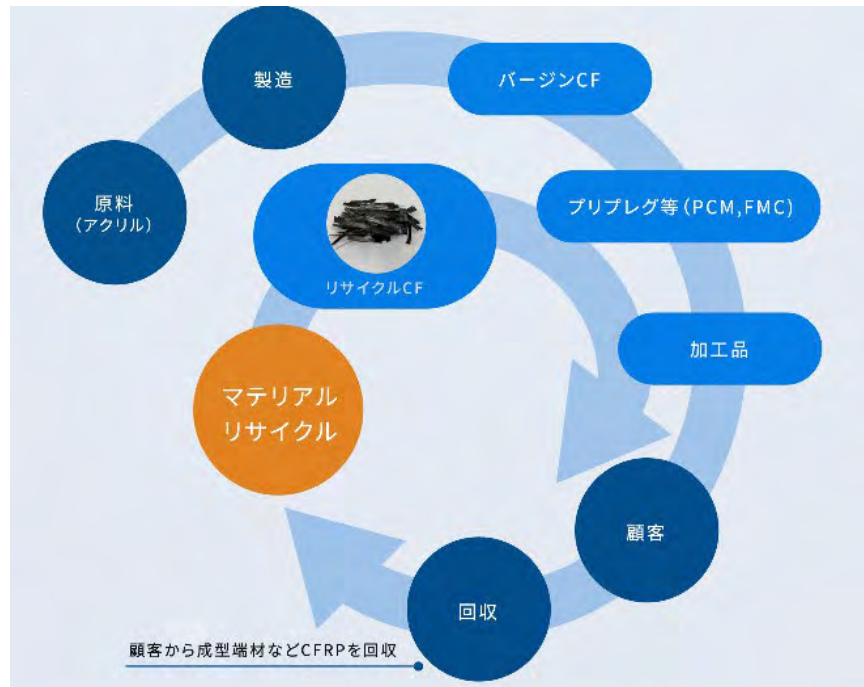 製造
バージンCF
原料
（アクリル）
プリプレグ等（PCM,FMC)
リサイクルCF
加工品
マテリアル
リサイクル
顧客
回収
顧客から成型端材などCFRPを回収